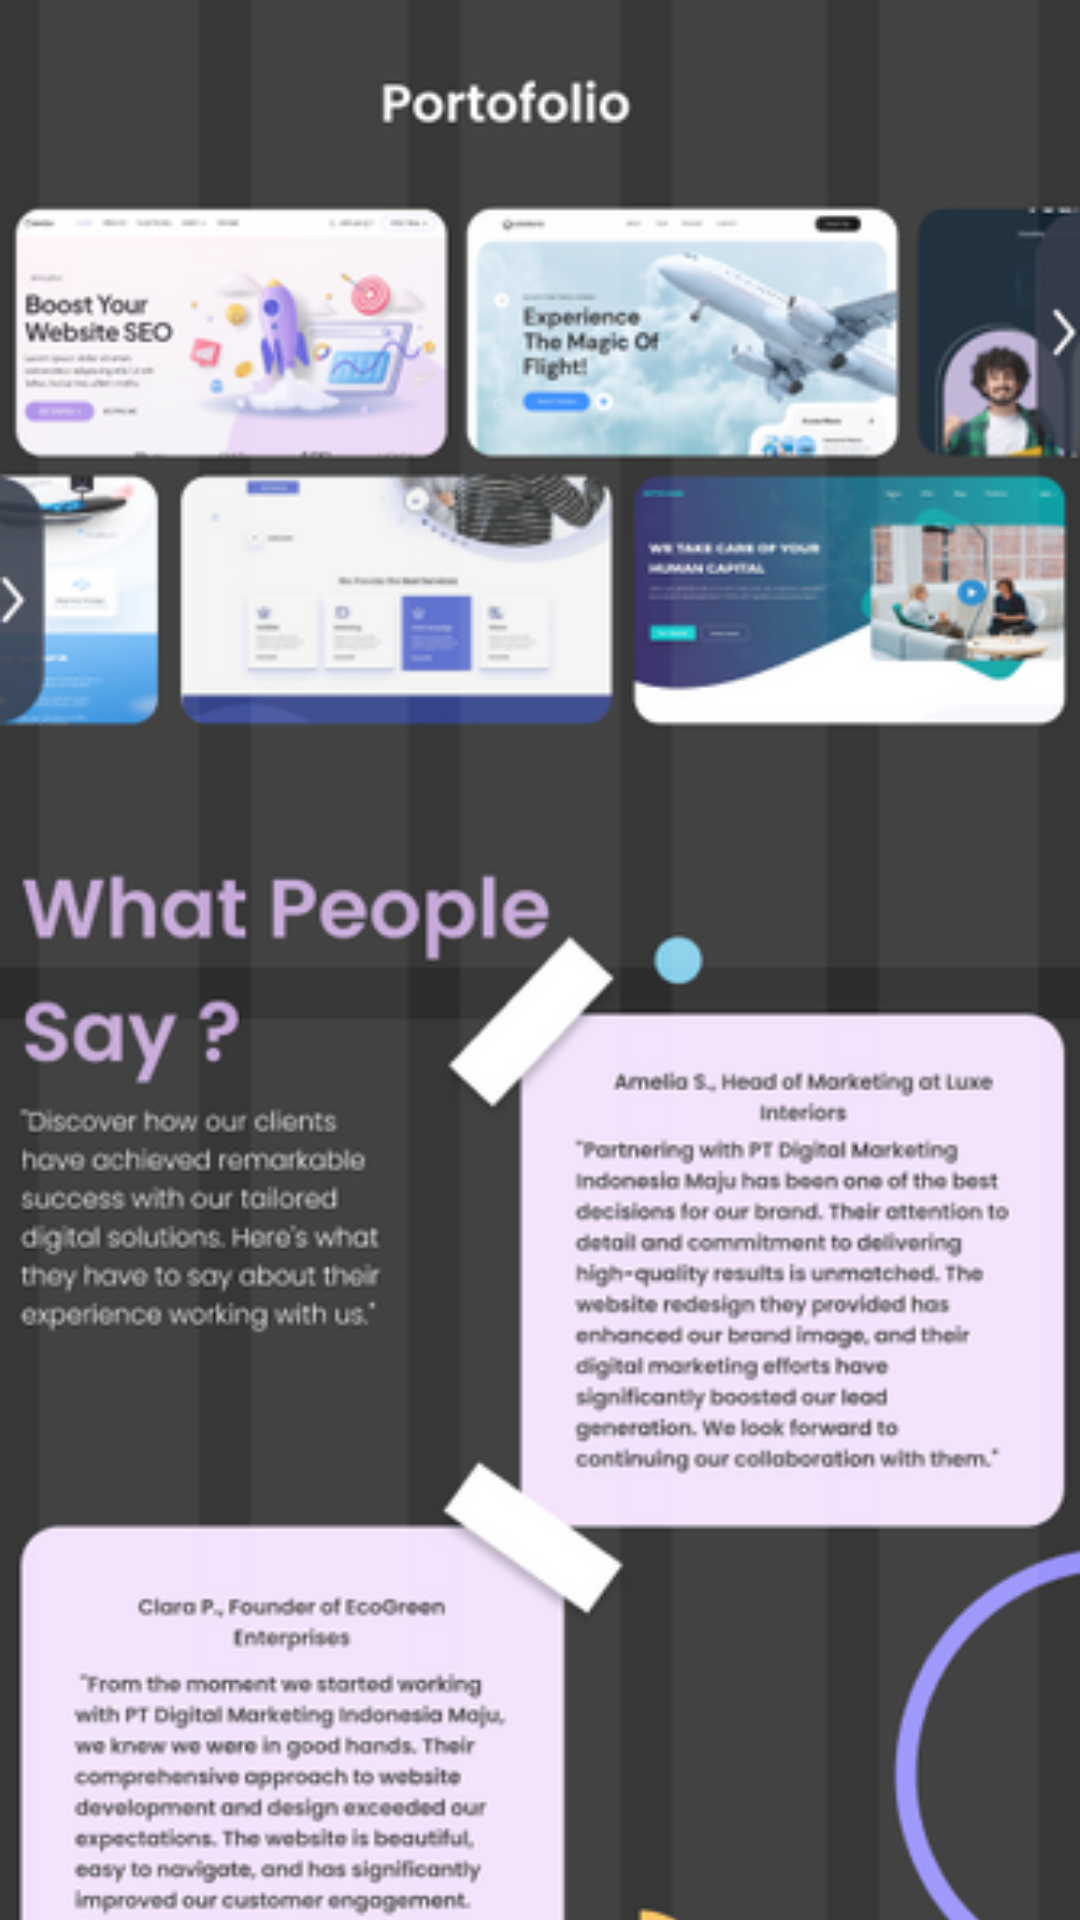 Portofolio
Boost Your
Website SEO
Experience
The Magic Of
Flight!
We Provide the Best Services
WE TAKE CARE OF YOUR
HUMAN CAPITAL
What People
Say ?
"Discover how our clients
have achieved remarkable
success with our tailored
digital solutions. Here's what
they have to say about their
experience working with us."
Amelia S., Head of Marketing at Luxe
Interiors
"Partnering with PT Digital Marketing
Indonesia Maju has been one of the best
decisions for our brand. Their attention to
detail and commitment to delivering
high-quality results is unmatched. The
website redesign they provided has
enhanced our brand image, and their
digital marketing efforts have
significantly boosted our lead
generation. We look forward to
continuing our collaboration with them."
Clara P., Founder of EcoGreen
Enterprises
"From the moment we started working
with PT Digital Marketing Indonesia Maju,
we knew we were in good hands. Their
comprehensive approach to website
development and design exceeded our
expectations. The website is beautiful,
easy to navigate, and has significantly
improved our customer engagement.